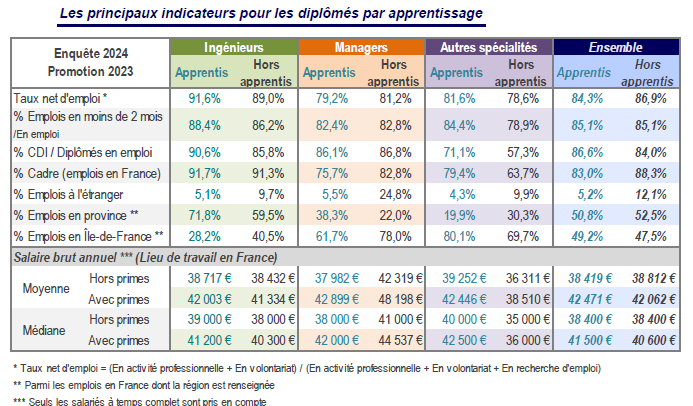 Les principaux indicateurs pour les diplômés par apprentissage
Enquête 2024 Promotion 2023 Ingénieurs Managers Autres spécialités Ensemble
Apprentis Hors apprentis Apprentis Hors apprentis Apprentis Hors apprentis Apprentis Hors apprentis
Taux net d'emploi * 91,6% 89,0% 79,2% 81,2% 81,6% 78,6% 84,3% 86,9%
% Emplois en moins de 2 mois /En emploi 88,4% 86,2% 82,4% 82,8% 84,4% 78,9% 85,1% 85,1%
% CDI / Diplômés en emploi 90,6% 85,8% 86,1% 86,8% 71,1% 57,3% 86,6% 84,0%
% Cadre (emplois en France) 91,7% 91,3% 75,7% 82,8% 79,4% 63,7% 83,0% 88,3%
% Emplois à l'étranger 5,1% 9,7% 5,5% 24,8% 4,3% 9,9% 5,2% 12,1%
% Emplois en province ** 71,8% 59,5% 38,3% 22,0% 19,9% 30,3% 50,8% 52,5%
% Emplois en Île-de-France ** 28,2% 40,5% 61,7% 78,0% 80,1% 69,7% 49,2% 47,5%
Salaire brut annuel *** (Lieu de travail en France)
Moyenne Hors primes 38 717 € 38 432 € 37 982 € 42 319 € 39 252 € 36 311 € 38 419 € 38 812 €
Avec primes 42 003 € 41 334 € 42 899 € 48 198 € 42 446 € 38 510 € 42 471 € 42 062 €
Médiane Hors primes 39 000 € 38 000 € 38 000 € 41 000 € 40 000 € 35 000 € 38 400 € 38 400 €
Avec primes 41 200 € 40 300 € 42 000 € 44 537 € 42 500 € 36 000 € 41 500 € 40 600 €
* Taux net d'emploi = (En activité professionnelle + En volontariat) / (En activité professionnelle + En volontariat + En recherche d'emploi)
** Parmi les emplois en France dont la région est renseignée
*** Seuls les salariés à temps complet sont pris en compte